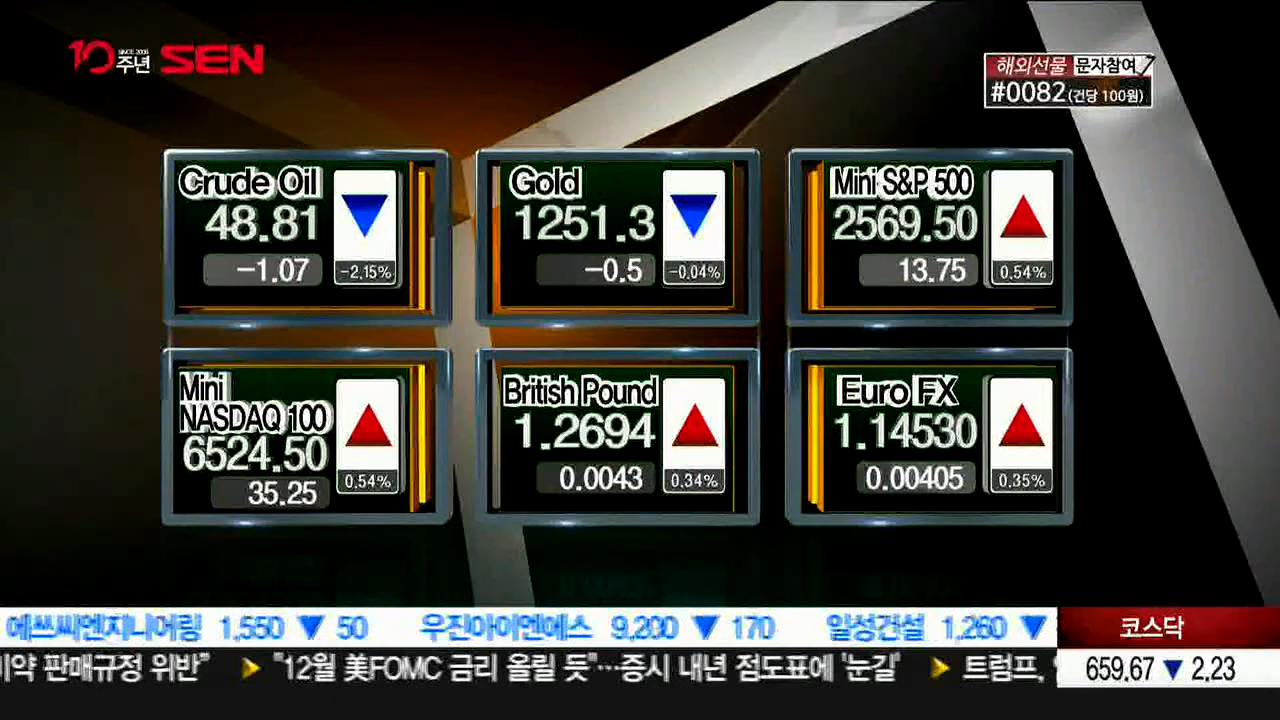 10주년 SINCE 2008 SEN
해외선물 문자참여
#0082(건당 100원)
Crude Oil
48.81
-1.07
-2.15%
Gold
1251.3
-0.5
-0.04%
Mini S&P 500
2569.50
13.75
0.54%
Mini
NASDAQ 100
6524.50
35.25
0.54%
British Pound
1.2694
0.0043
0.34%
Euro FX
1.14530
0.00405
0.35%
에쓰씨엔지니어링 1,550 ▼ 50 우진아이엔에스 9,200 ▼ 170 일성건설 1,260 ▼
코스닥
판매규정 위반" ▶ "12월 美FOMC 금리 올릴 듯"…증시 내년 점도표에 '눈길' ▶ 트럼프,
659.67 ▼ 2.23